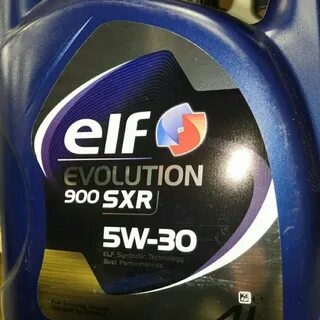 elf
EVOLUTION
900 SXR
5W-30
ELF Synthetic Technology
Best Performances